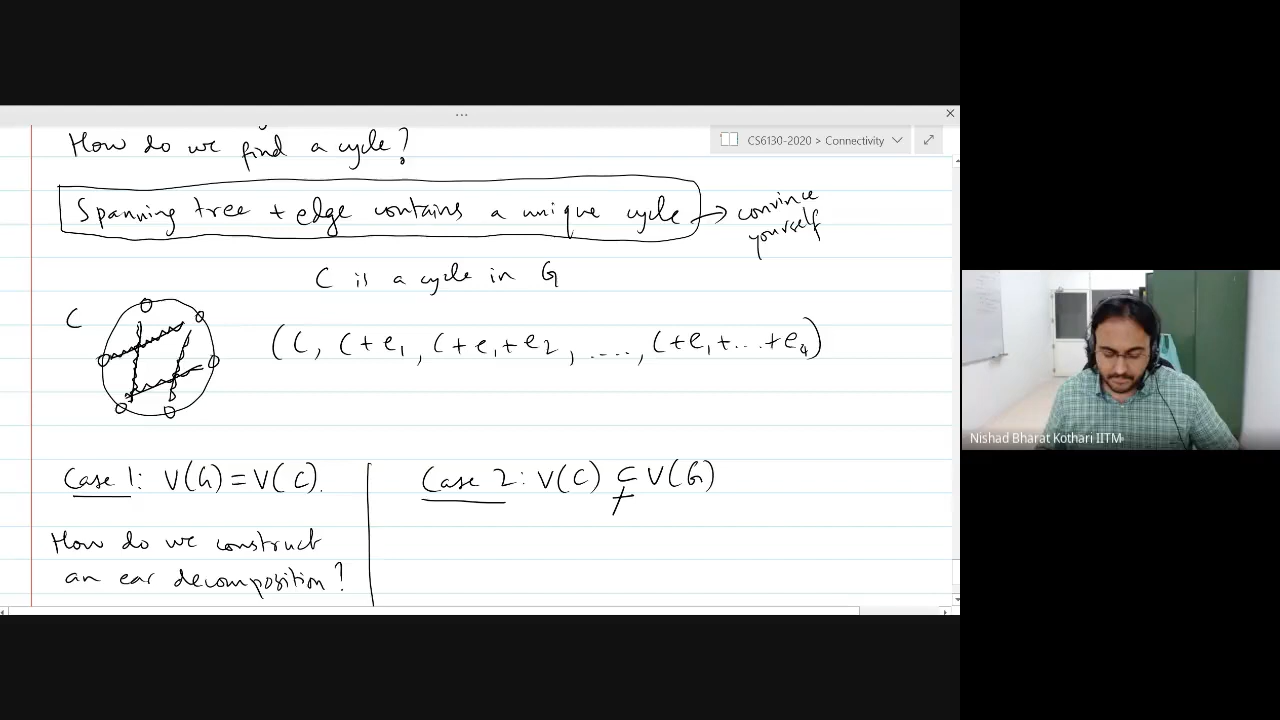 CS6130-2020 > Connectivity
How do we find a cycle?
Spanning tree + edge contains a unique cycle → convince yourself
C is a cycle in G
C
(C, C+e1, C+e1+e2, ...., C+e1+...+e4)
Case 1: V(G) = V(C).
Case 2: V(C) ⊊ V(G)
How do we construct
an ear decomposition?
Nishad Bharat Kothari IITM